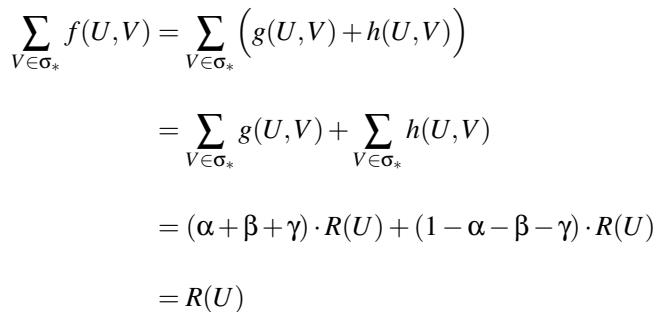 ∑_{V∈σ_*} f(U,V) = ∑_{V∈σ_*} (g(U,V) + h(U,V))
= ∑_{V∈σ_*} g(U,V) + ∑_{V∈σ_*} h(U,V)
= (α+β+γ)·R(U) + (1−α−β−γ)·R(U)
= R(U)